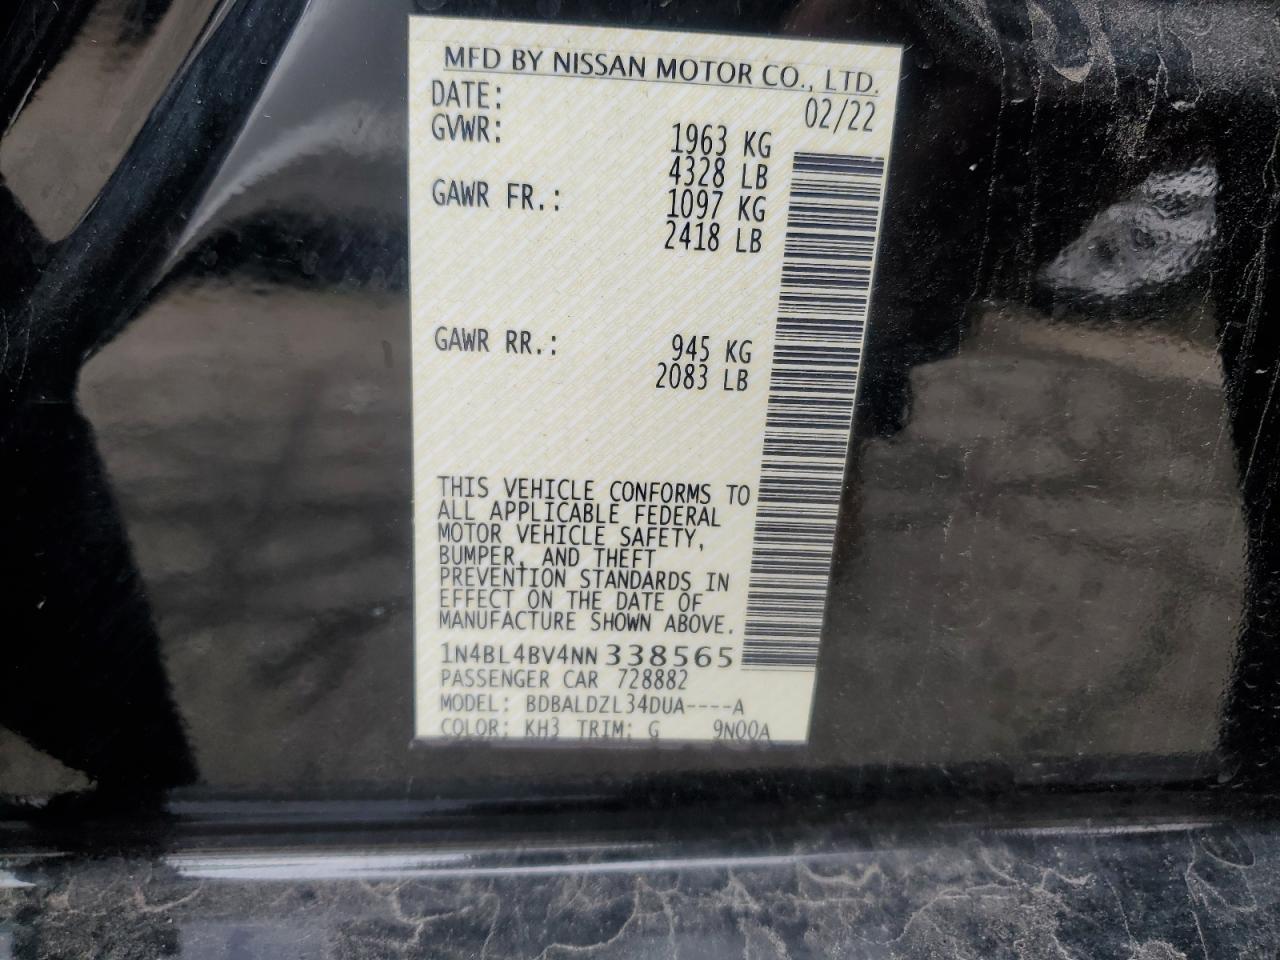 MFD BY NISSAN MOTOR CO., LTD.
DATE: 02/22
GVWR: 1963 KG
4328 LB
GAWR FR.: 1097 KG
2418 LB
GAWR RR.: 945 KG
2083 LB
THIS VEHICLE CONFORMS TO
ALL APPLICABLE FEDERAL
MOTOR VEHICLE SAFETY,
BUMPER, AND THEFT
PREVENTION STANDARDS IN
EFFECT ON THE DATE OF
MANUFACTURE SHOWN ABOVE.
1N4BL4BV4NN338565
PASSENGER CAR 728882
MODEL: BDBALDZL34DUA----A
COLOR: KH3 TRIM: G 9N00A